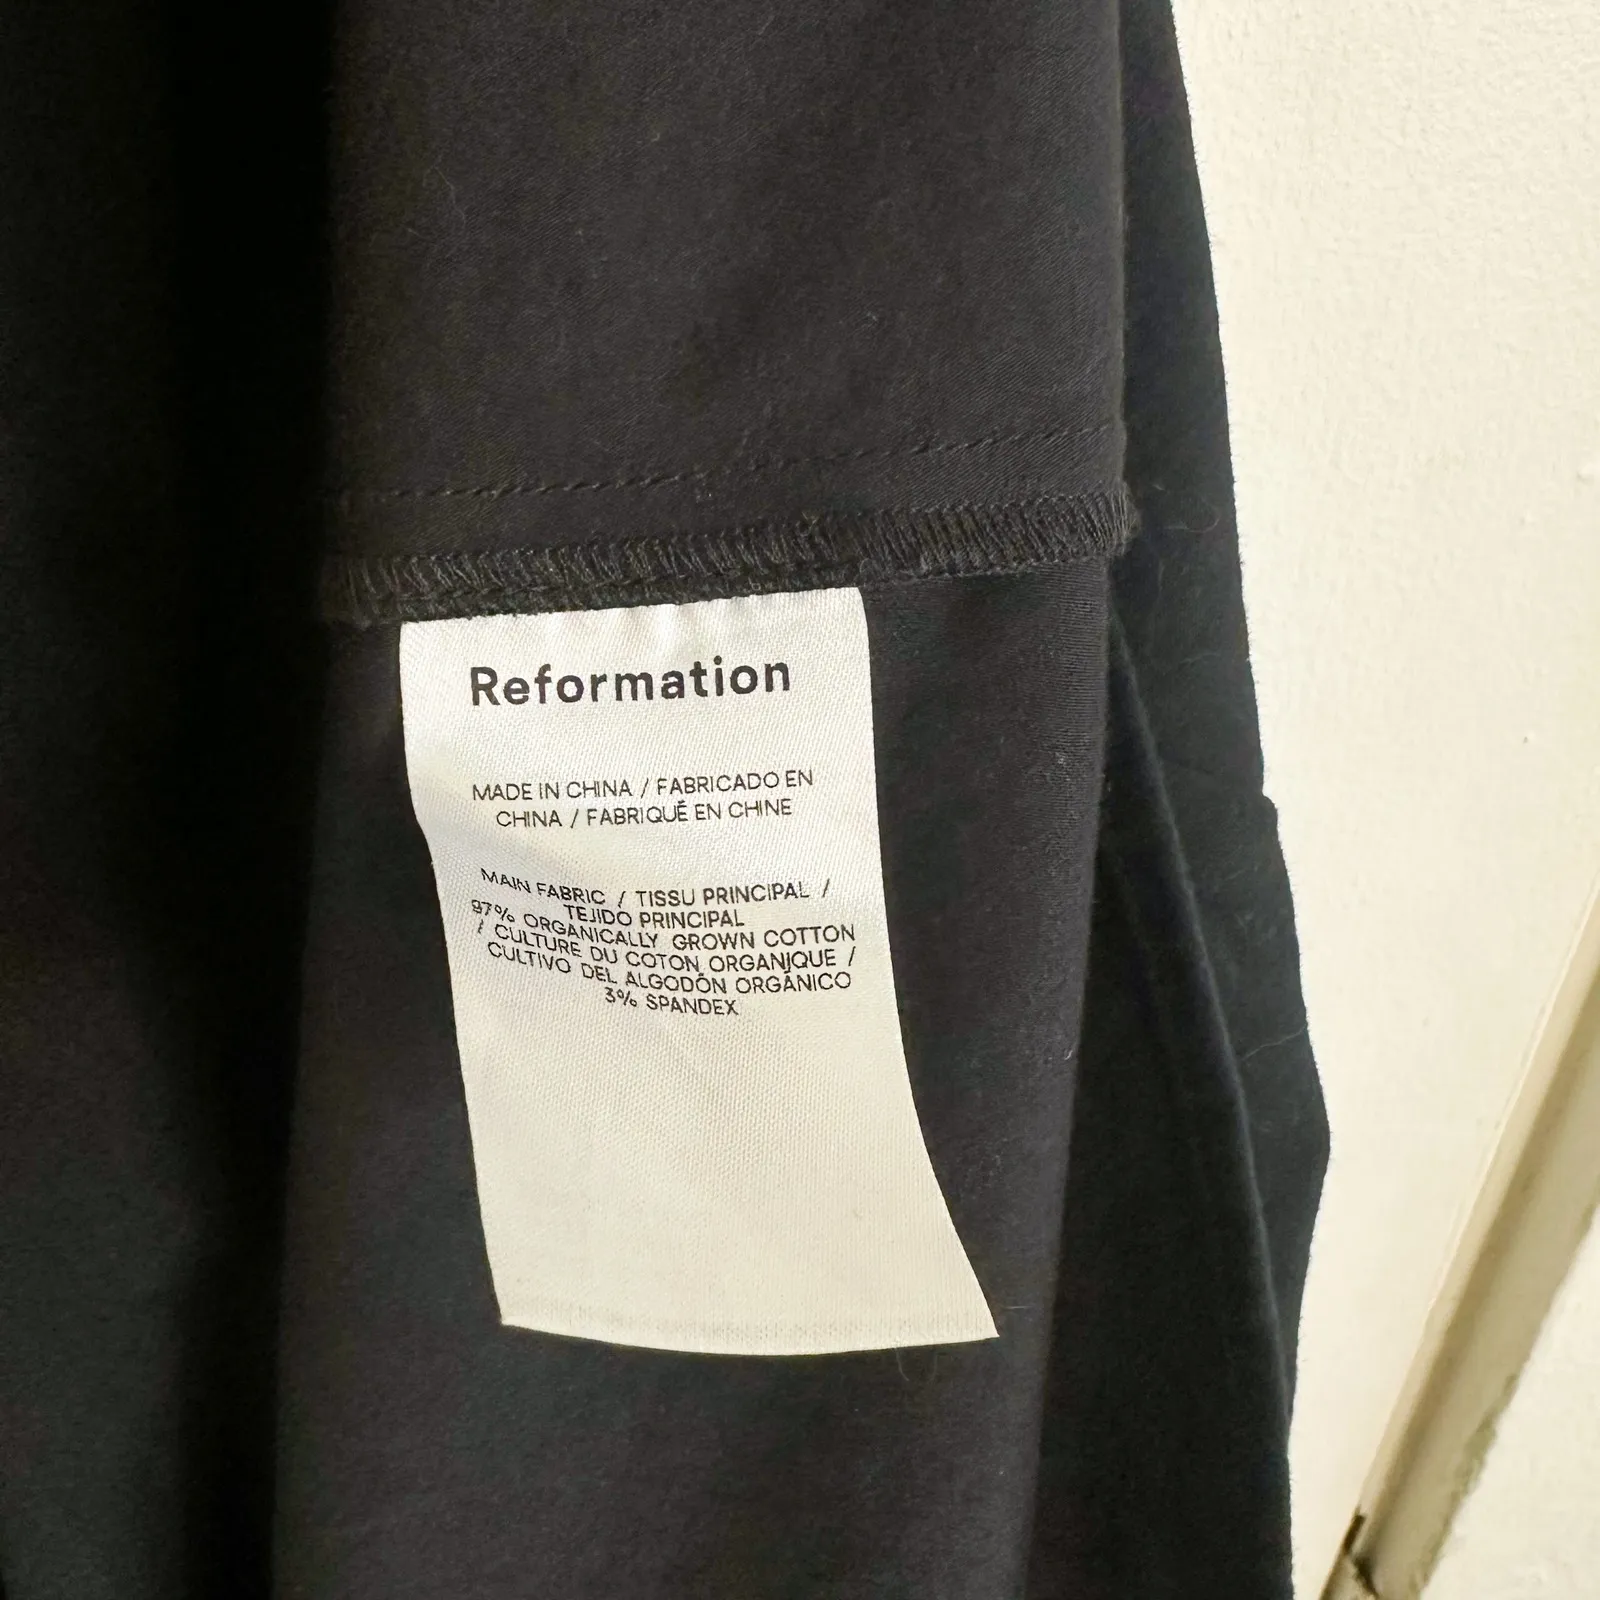 Reformation
MADE IN CHINA / FABRICADO EN
CHINA / FABRIQUÉ EN CHINE
MAIN FABRIC / TISSU PRINCIPAL /
TEJIDO PRINCIPAL
97% ORGANICALLY GROWN COTTON
/ CULTURE DU COTON ORGANIQUE /
CULTIVO DEL ALGODÓN ORGÁNICO
3% SPANDEX